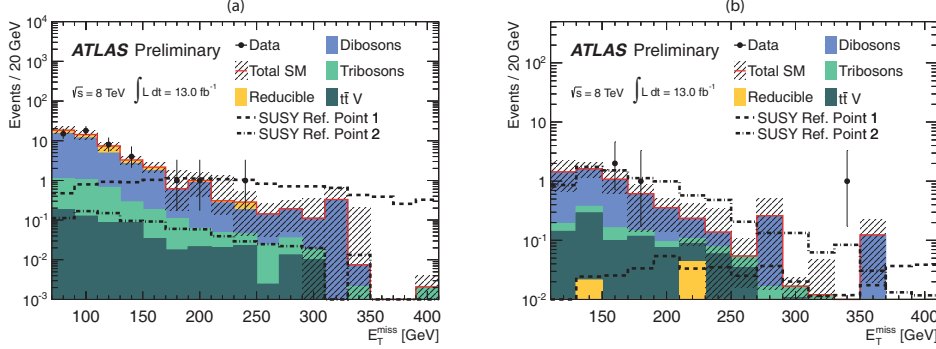 (a)
Events / 20 GeV
10⁴
10³
10²
10
1
10⁻¹
10⁻²
10⁻³
ATLAS Preliminary
√s = 8 TeV ∫ L dt = 13.0 fb⁻¹
Data
Total SM
Reducible
Dibosons
Tribosons
tt̄ V
SUSY Ref. Point 1
SUSY Ref. Point 2
100 150 200 250 300 350 400
E_T^miss [GeV]
(b)
Events / 20 GeV
10²
10
1
10⁻¹
10⁻²
ATLAS Preliminary
√s = 8 TeV ∫ L dt = 13.0 fb⁻¹
Data
Total SM
Reducible
Dibosons
Tribosons
tt̄ V
SUSY Ref. Point 1
SUSY Ref. Point 2
150 200 250 300 350 400
E_T^miss [GeV]